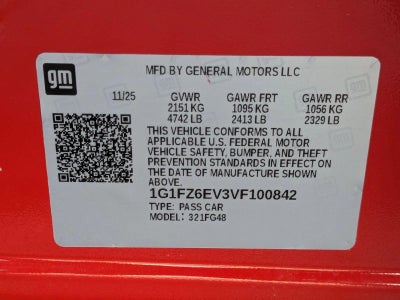 gm
MFD BY GENERAL MOTORS LLC
11/25 GVWR GAWR FRT GAWR RR
2151 KG 1095 KG 1056 KG
4742 LB 2413 LB 2329 LB
THIS VEHICLE CONFORMS TO ALL
APPLICABLE U.S. FEDERAL MOTOR
VEHICLE SAFETY, BUMPER, AND THEFT
PREVENTION STANDARDS IN EFFECT ON
THE DATE OF MANUFACTURE SHOWN
ABOVE.
1G1FZ6EV3VF100842
TYPE: PASS CAR
MODEL: 321FG48